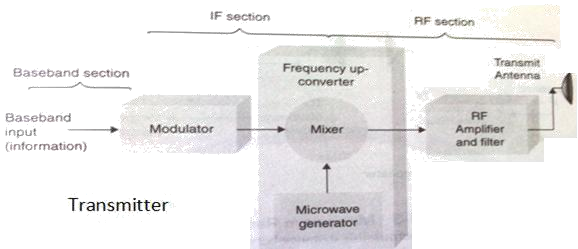 IF section
RF section
Baseband section
Frequency up-
converter
Transmit
Antenna
Baseband
input
(information)
Modulator
Mixer
RF
Amplifier
and filter
Microwave
generator
Transmitter